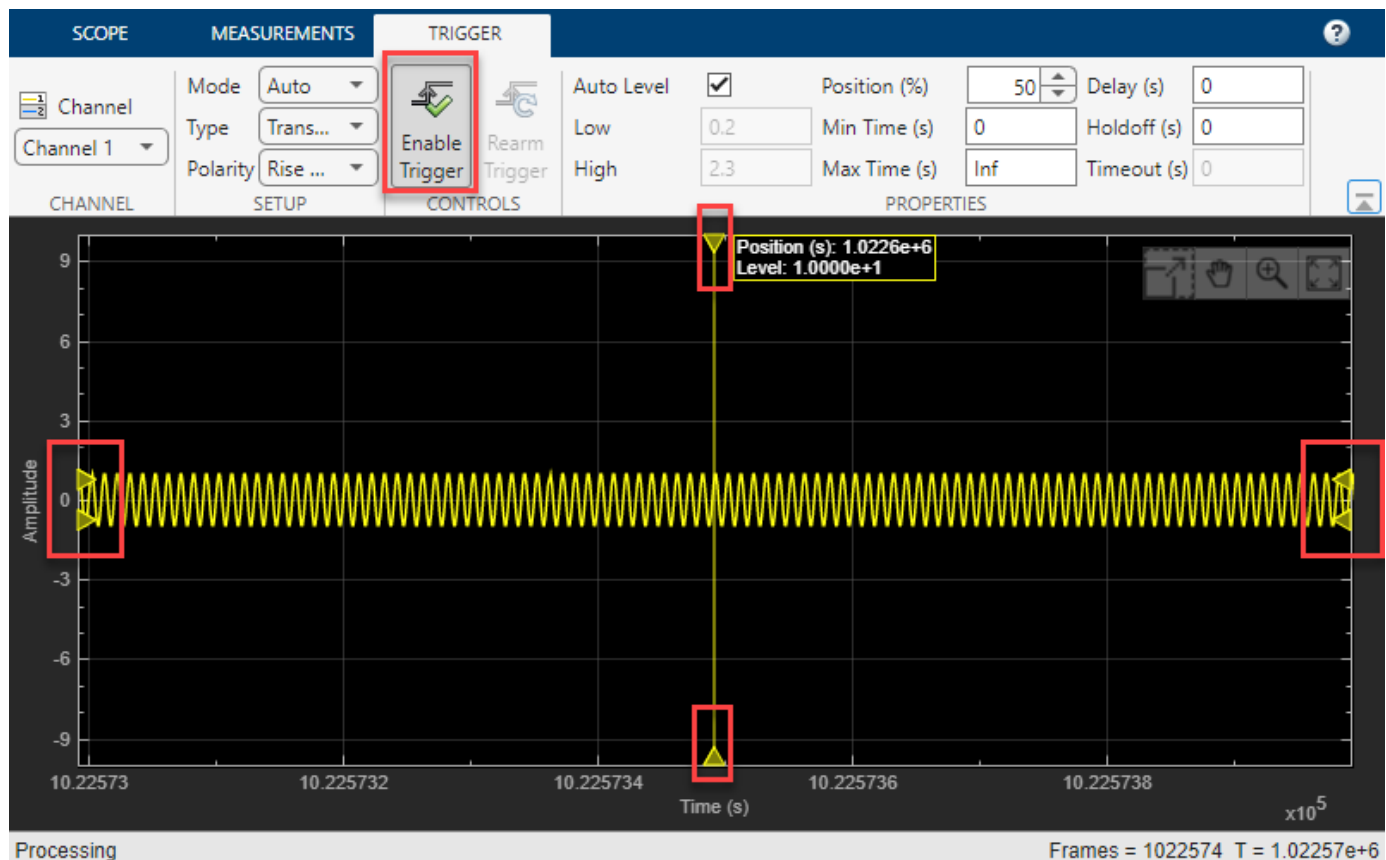 SCOPE MEASUREMENTS TRIGGER ?
Channel
Channel 1
CHANNEL
Mode Auto
Type Trans...
Polarity Rise ...
SETUP
Enable
Trigger
Rearm
Trigger
CONTROLS
Auto Level
Low 0.2
High 2.3
Position (%) 50
Min Time (s) 0
Max Time (s) Inf
Delay (s) 0
Holdoff (s) 0
Timeout (s) 0
PROPERTIES
Position (s): 1.0226e+6
Level: 1.0000e+1
9
6
3
0
-3
-6
-9
Amplitude
10.22573 10.225732 10.225734 10.225736 10.225738
Time (s)
x10^5
Processing
Frames = 1022574 T = 1.02257e+6